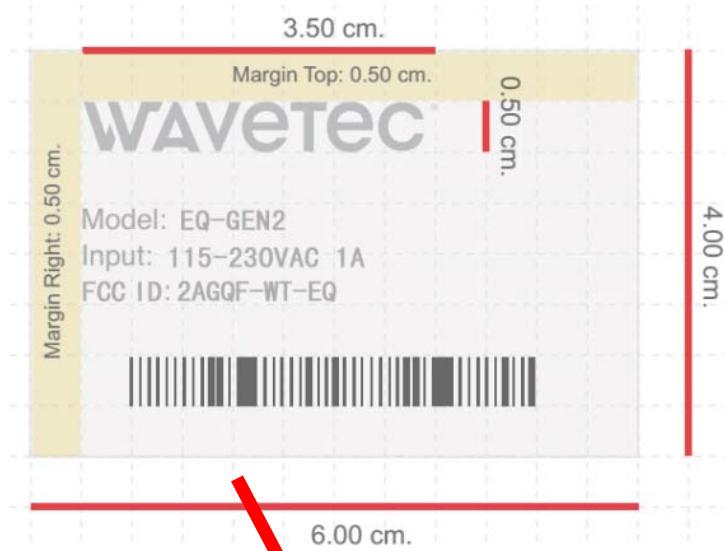 3.50 cm.
Margin Top: 0.50 cm.
WAVeTec
0.50 cm.
Margin Right: 0.50 cm.
Model: EQ-GEN2
Input: 115-230VAC 1A
FCC ID: 2AGQF-WT-EQ
4.00 cm.
6.00 cm.